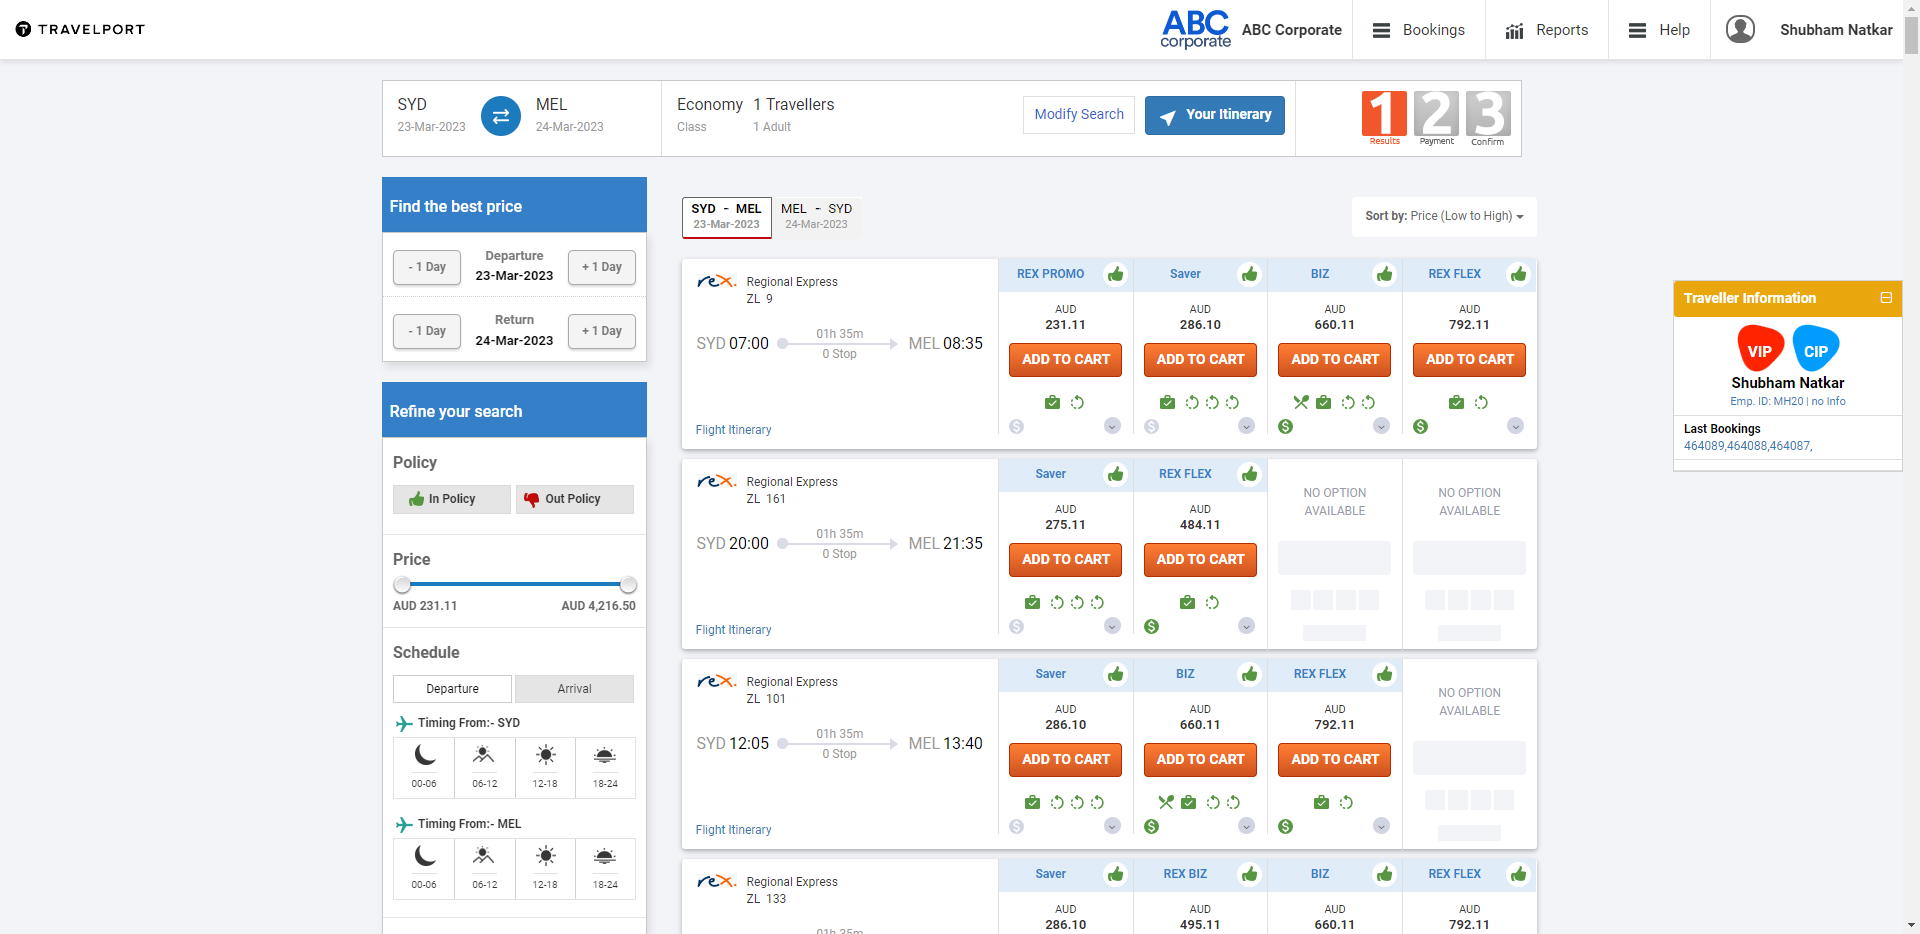 TRAVELPORT
ABC
corporate
ABC Corporate
Bookings
Reports
Help
Shubham Natkar
SYD
23-Mar-2023
MEL
24-Mar-2023
Economy
Class
1 Travellers
1 Adult
Modify Search
Your Itinerary
1 2 3
Results Payment Confirm
Find the best price
- 1 Day
Departure
23-Mar-2023
+ 1 Day
- 1 Day
Return
24-Mar-2023
+ 1 Day
Refine your search
Policy
In Policy
Out Policy
Price
AUD 231.11
AUD 4,216.50
Schedule
Departure
Arrival
Timing From:- SYD
00-06 06-12 12-18 18-24
Timing From:- MEL
00-06 06-12 12-18 18-24
SYD - MEL
23-Mar-2023
MEL - SYD
24-Mar-2023
Sort by: Price (Low to High)
rex.
Regional Express
ZL 9
SYD 07:00
01h 35m
0 Stop
MEL 08:35
Flight Itinerary
REX PROMO
AUD
231.11
ADD TO CART
$
Saver
AUD
286.10
ADD TO CART
$
BIZ
AUD
660.11
ADD TO CART
$
REX FLEX
AUD
792.11
ADD TO CART
$
rex.
Regional Express
ZL 161
SYD 20:00
01h 35m
0 Stop
MEL 21:35
Flight Itinerary
Saver
AUD
275.11
ADD TO CART
$
REX FLEX
AUD
484.11
ADD TO CART
$
NO OPTION
AVAILABLE
NO OPTION
AVAILABLE
rex.
Regional Express
ZL 101
SYD 12:05
01h 35m
0 Stop
MEL 13:40
Flight Itinerary
Saver
AUD
286.10
ADD TO CART
$
BIZ
AUD
660.11
ADD TO CART
$
REX FLEX
AUD
792.11
ADD TO CART
$
NO OPTION
AVAILABLE
rex.
Regional Express
ZL 133
01h 35m
Saver
AUD
286.10
REX BIZ
AUD
495.11
BIZ
AUD
660.11
REX FLEX
AUD
792.11
Traveller Information
VIP
CIP
Shubham Natkar
Emp. ID: MH20 | no Info
Last Bookings
464089,464088,464087,